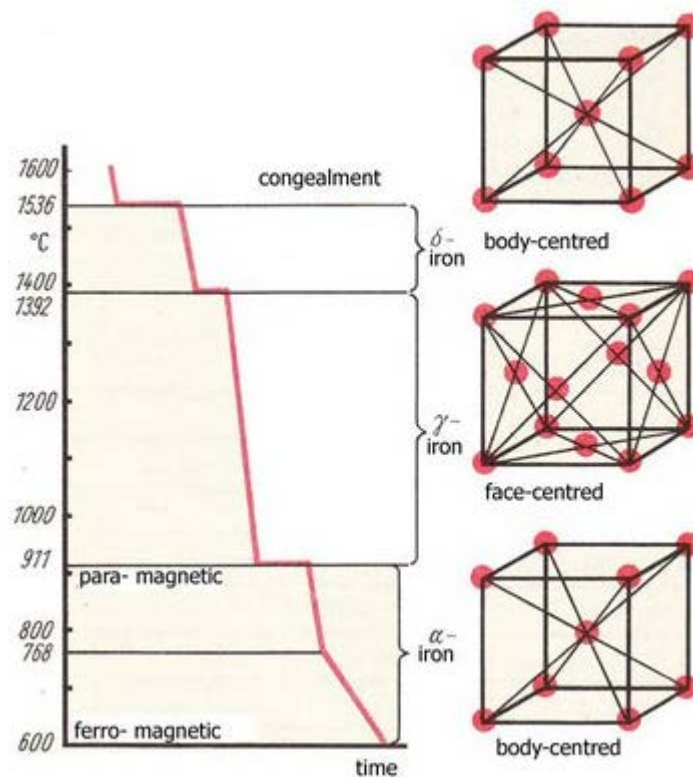 1600
congealment
1536
°C
δ-
iron
body-centred
1400
1392
1200
γ-
iron
1000
face-centred
911
para- magnetic
800
768
α-
iron
600
ferro- magnetic
time
body-centred